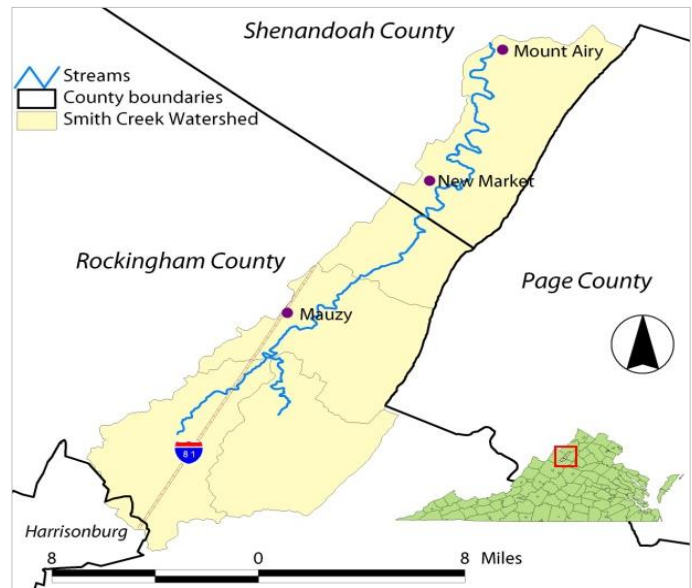 Shenandoah County
Streams
County boundaries
Smith Creek Watershed
Mount Airy
New Market
Rockingham County
Page County
Mauzy
81
Harrisonburg
8 0 8 Miles